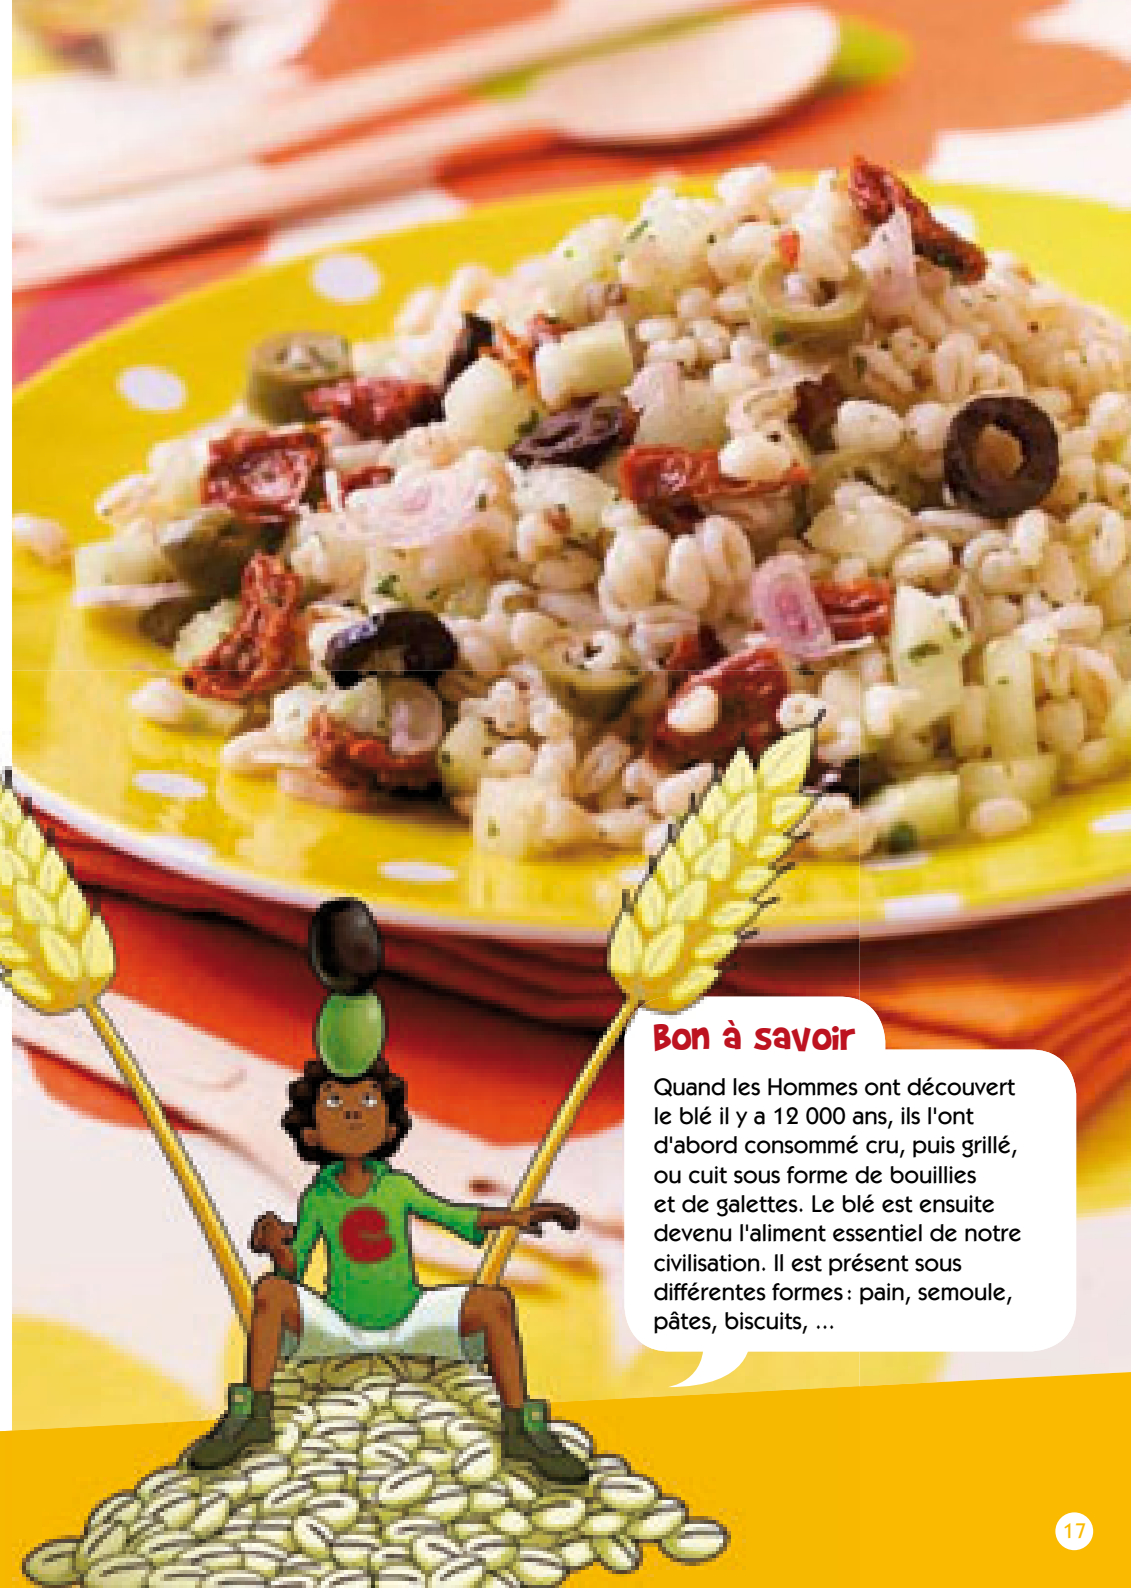 Bon à savoir
Quand les Hommes ont découvert
le blé il y a 12 000 ans, ils l'ont
d'abord consommé cru, puis grillé,
ou cuit sous forme de bouillies
et de galettes. Le blé est ensuite
devenu l'aliment essentiel de notre
civilisation. Il est présent sous
différentes formes : pain, semoule,
pâtes, biscuits, ...
17